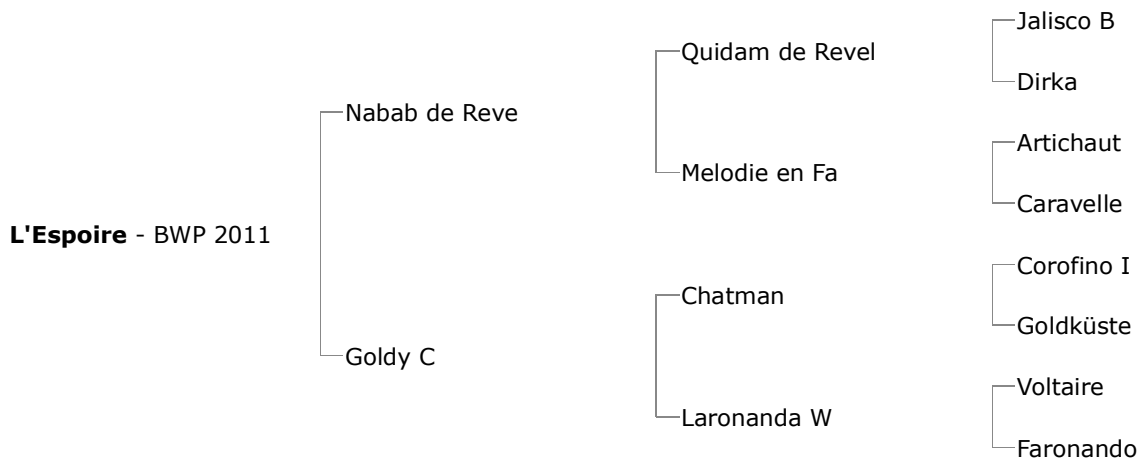 Jalisco B
Quidam de Revel
Dirka
Nabab de Reve
Artichaut
Melodie en Fa
Caravelle
L'Espoire - BWP 2011
Corofino I
Chatman
Goldküste
Goldy C
Voltaire
Laronanda W
Faronando